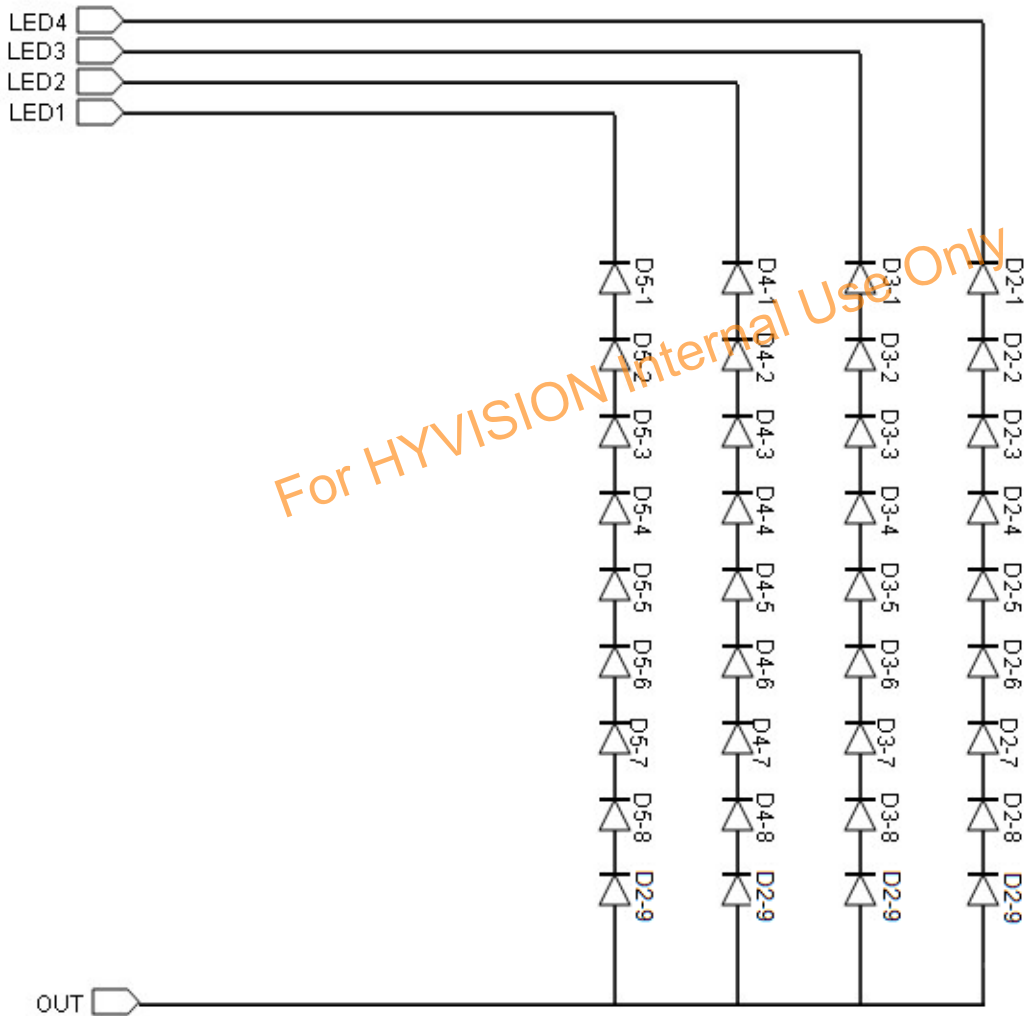 LED4
LED3
LED2
LED1
For HYVISION Internal Use Only
D5-1 D4-1 D3-1 D2-1
D5-2 D4-2 D3-2 D2-2
D5-3 D4-3 D3-3 D2-3
D5-4 D4-4 D3-4 D2-4
D5-5 D4-5 D3-5 D2-5
D5-6 D4-6 D3-6 D2-6
D5-7 D4-7 D3-7 D2-7
D5-8 D4-8 D3-8 D2-8
D2-9 D2-9 D2-9 D2-9
OUT